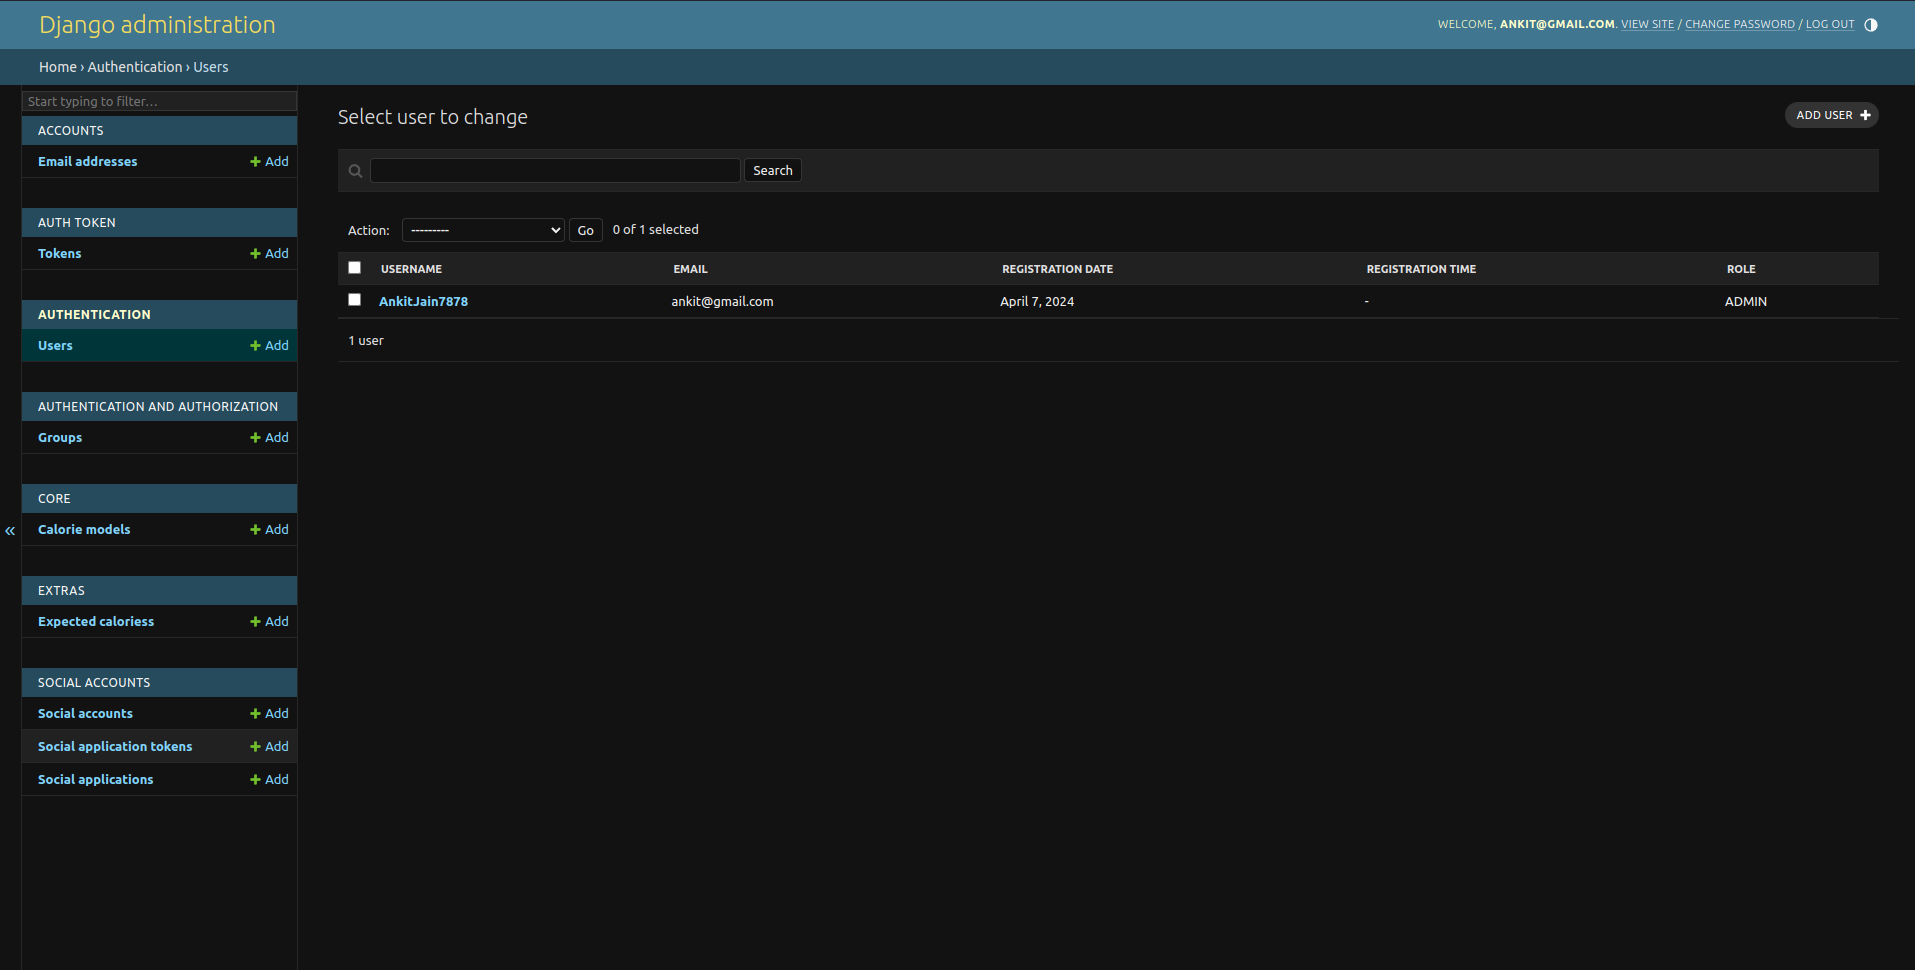 Django administration
WELCOME, ANKIT@GMAIL.COM. VIEW SITE / CHANGE PASSWORD / LOG OUT
Home › Authentication › Users
Start typing to filter…
ACCOUNTS
Email addresses Add
AUTH TOKEN
Tokens Add
AUTHENTICATION
Users Add
AUTHENTICATION AND AUTHORIZATION
Groups Add
CORE
Calorie models Add
EXTRAS
Expected caloriess Add
SOCIAL ACCOUNTS
Social accounts Add
Social application tokens Add
Social applications Add
«
Select user to change
ADD USER
Search
Action: --------- Go 0 of 1 selected
USERNAME EMAIL REGISTRATION DATE REGISTRATION TIME ROLE
AnkitJain7878 ankit@gmail.com April 7, 2024 - ADMIN
1 user